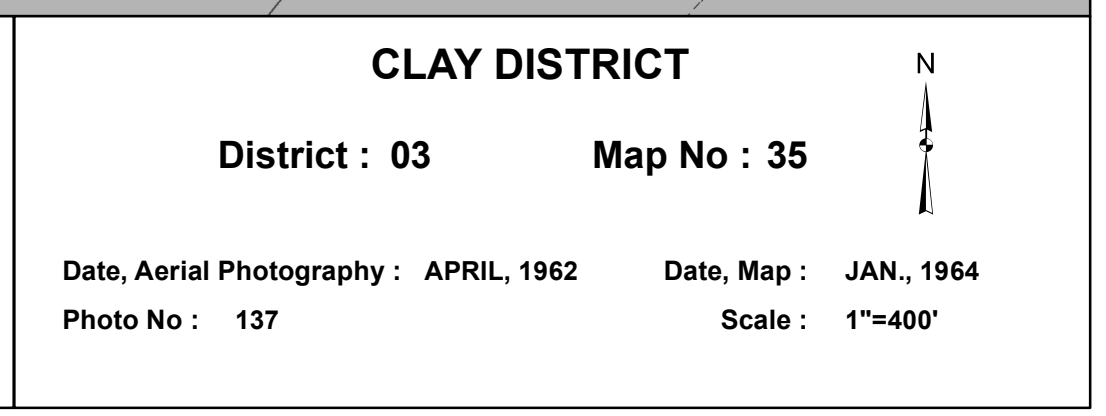 CLAY DISTRICT
N
District : 03 Map No : 35
Date, Aerial Photography : APRIL, 1962 Date, Map : JAN., 1964
Photo No : 137 Scale : 1"=400'